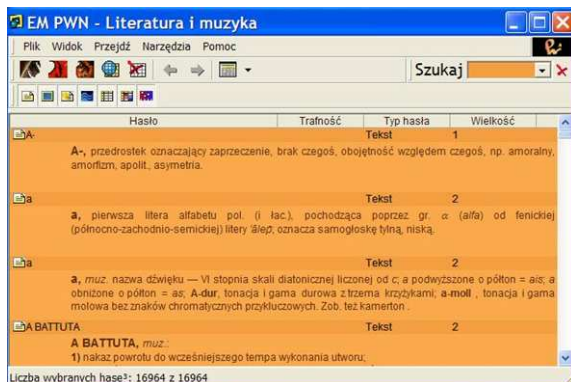 EM PWN - Literatura i muzyka
Plik Widok Przejdź Narzędzia Pomoc
Szukaj
Hasło Trafność Typ hasła Wielkość
A- Tekst 1
A-, przedrostek oznaczający zaprzeczenie, brak czegoś, obojętność względem czegoś, np. amoralny,
amorfizm, apolit., asymetria.
a Tekst 2
a, pierwsza litera alfabetu pol. (i łac.), pochodząca poprzez gr. α (alfa) od fenickiej
(północno-zachodnio-semickiej) litery; oznacza samogłoskę tylną, niską.
a Tekst 2
a, muz. nazwa dźwięku — VI stopnia skali diatonicznej liczonej od c; a podwyższone o półton = ais; a
obniżone o półton = as; A-dur, tonacja i gama durowa z trzema krzyżykami; a-moll , tonacja i gama
molowa bez znaków chromatycznych przykluczowych. Zob. też kamerton .
A BATTUTA Tekst 2
A BATTUTA, muz.:
1) nakaz powrotu do wcześniejszego tempa wykonania utworu;
Liczba wybranych hase³: 16964 z 16964